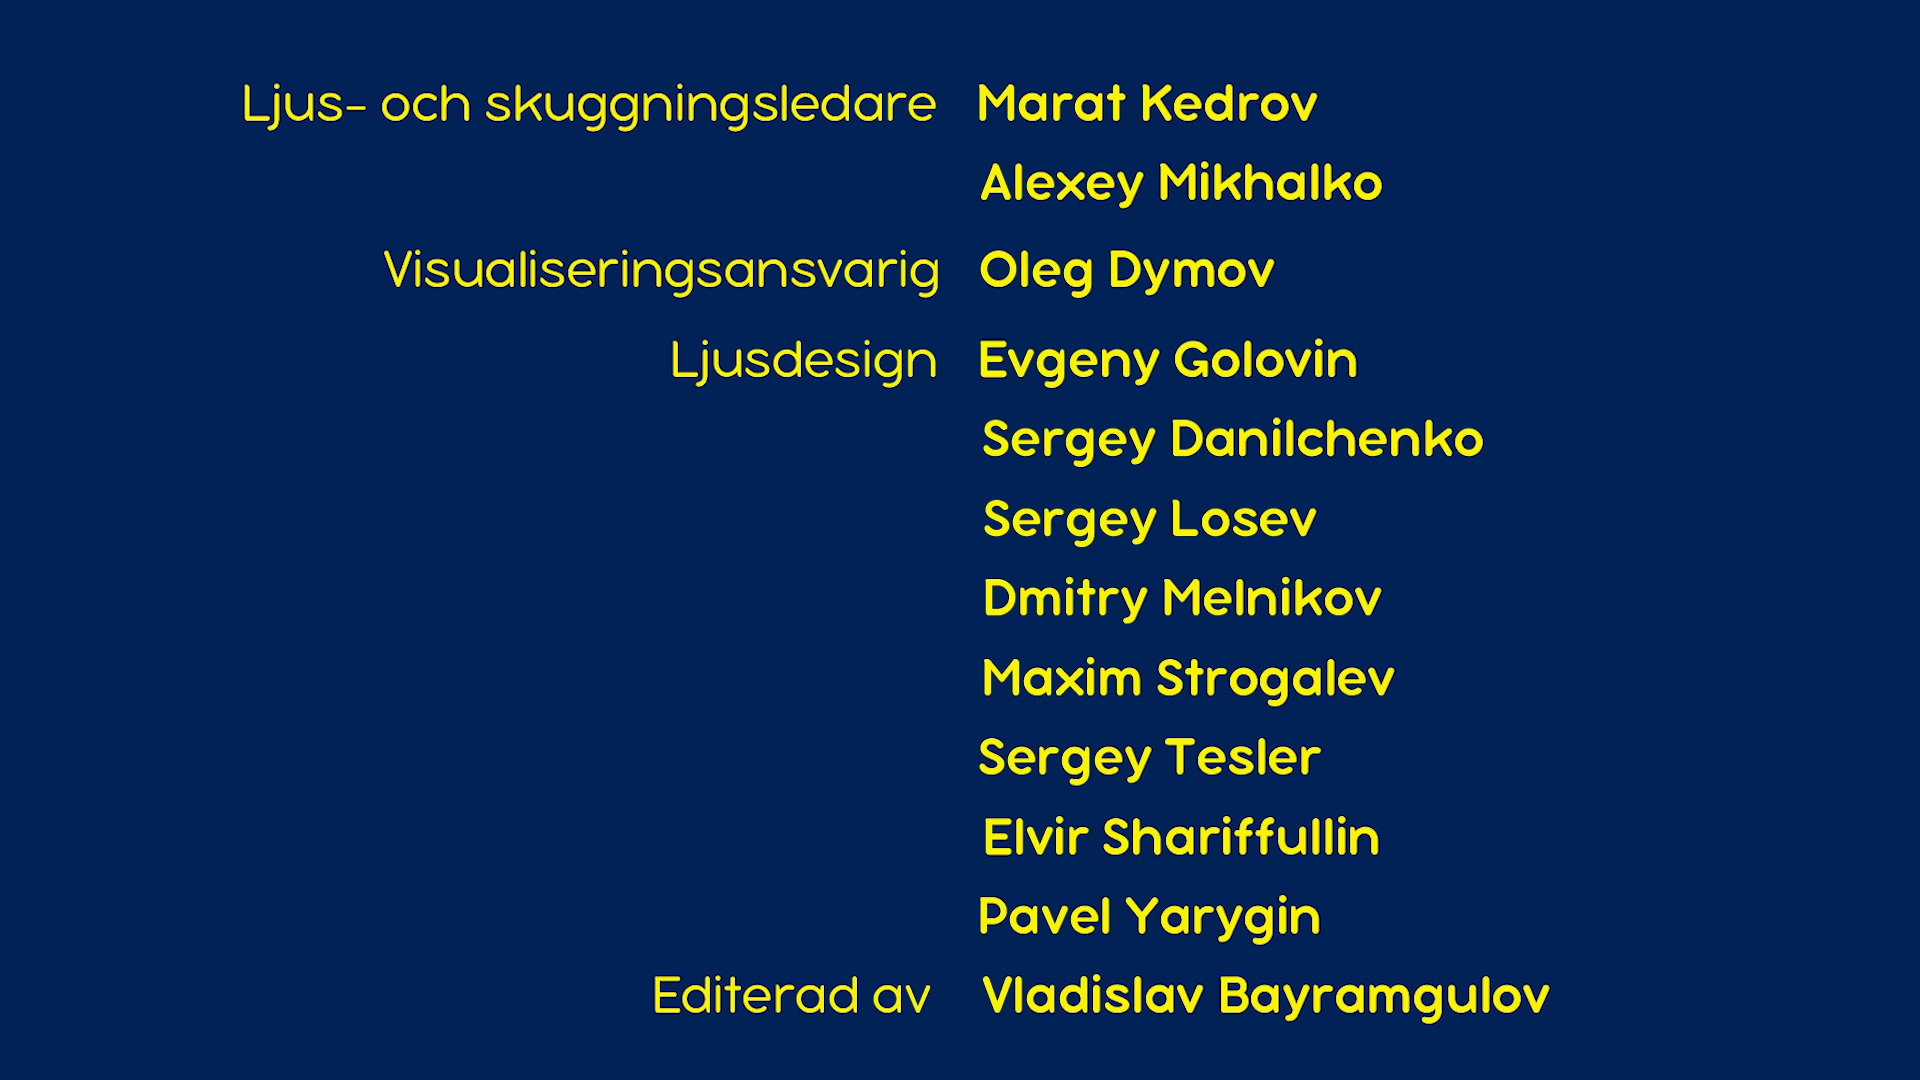 Ljus- och skuggningsledare Marat Kedrov
Alexey Mikhalko
Visualiseringsansvarig Oleg Dymov
Ljusdesign Evgeny Golovin
Sergey Danilchenko
Sergey Losev
Dmitry Melnikov
Maxim Strogalev
Sergey Tesler
Elvir Shariffullin
Pavel Yarygin
Editerad av Vladislav Bayramgulov